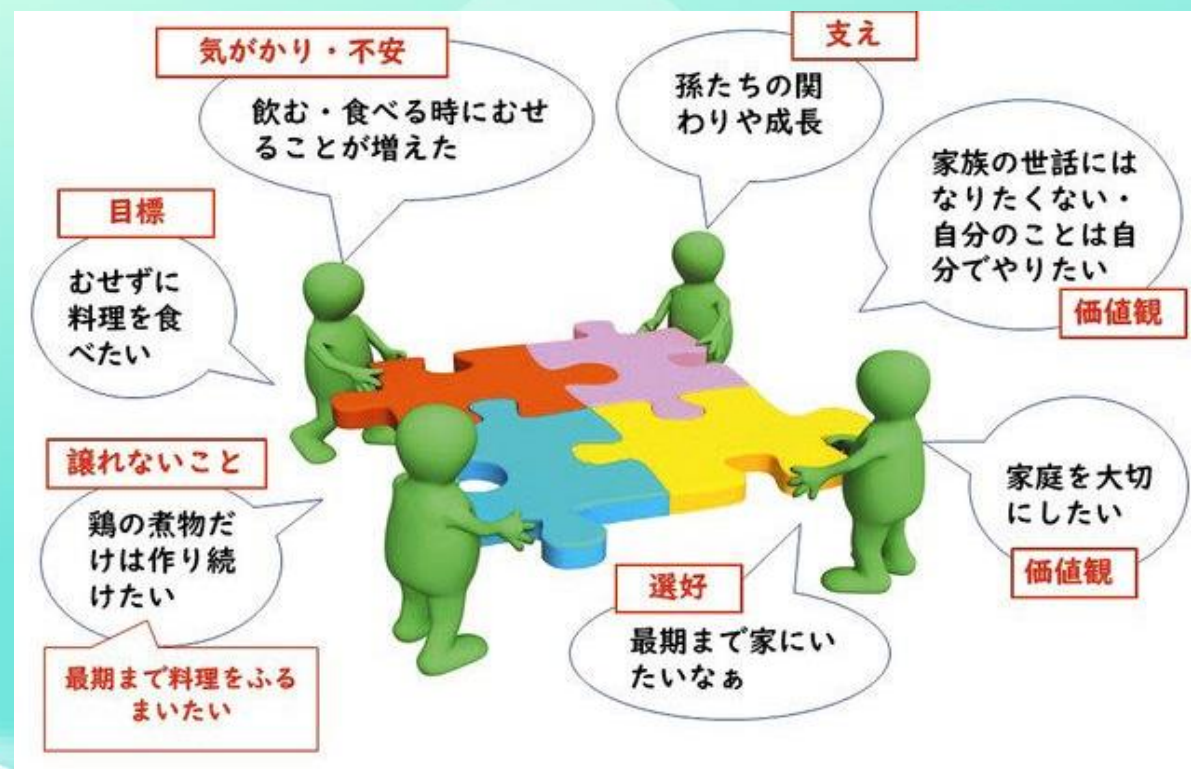 気がかり・不安
飲む・食べる時にむせ
ることが増えた
支え
孫たちの関
わりや成長
家族の世話には
なりたくない・
自分のことは自
分でやりたい
価値観
目標
むせずに
料理を食
べたい
譲れないこと
鶏の煮物だ
けは作り続
けたい
最期まで料理をふる
まいたい
選好
最期まで家にい
たいなぁ
家庭を大切
にしたい
価値観